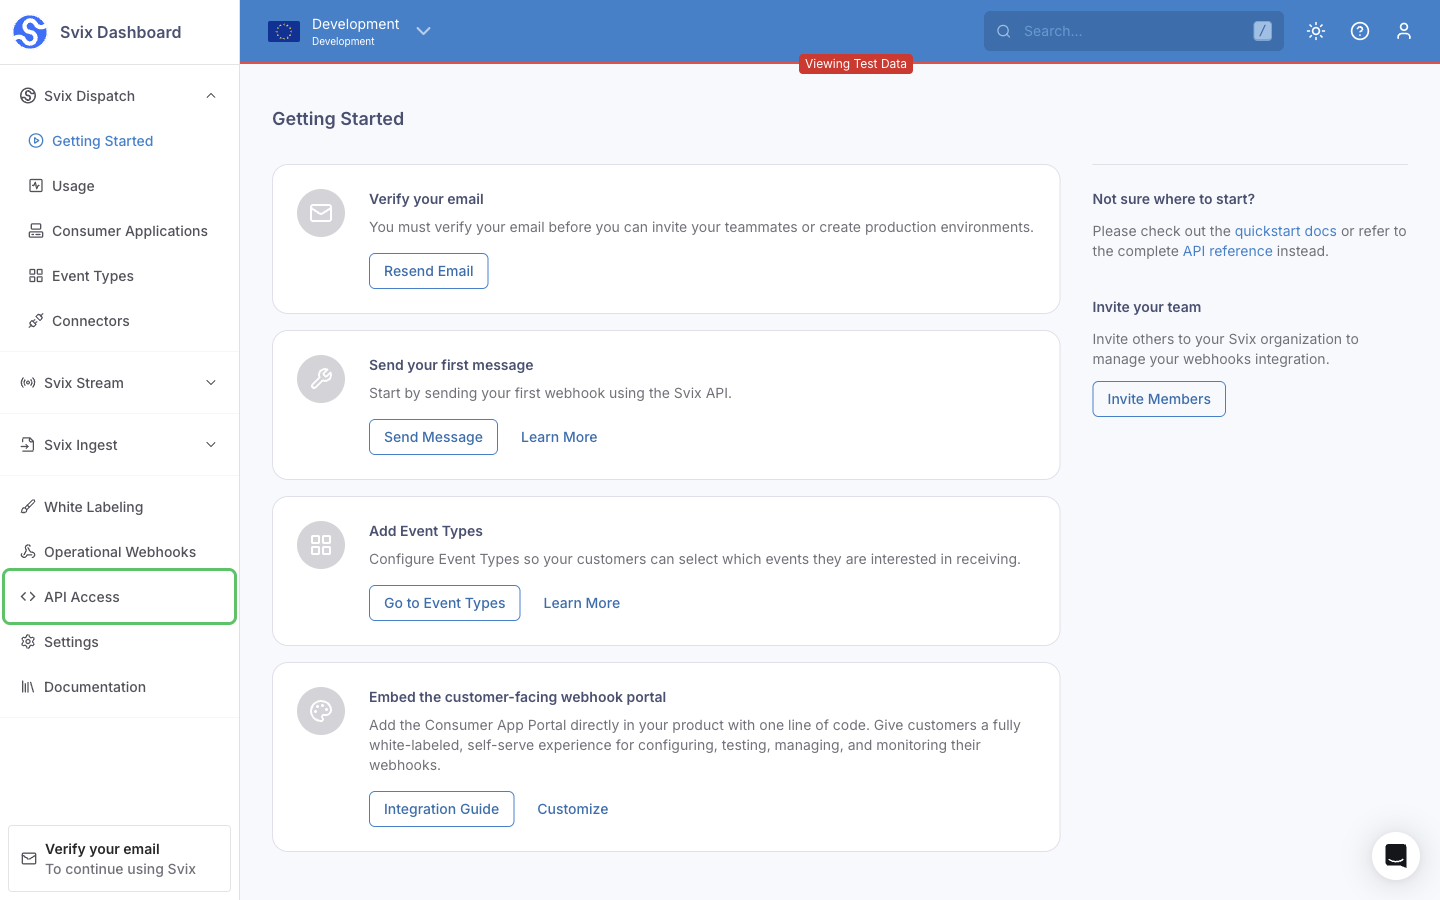 Svix Dashboard
Development
Development
Search...
/
Viewing Test Data
Svix Dispatch
Getting Started
Usage
Consumer Applications
Event Types
Connectors
Svix Stream
Svix Ingest
White Labeling
Operational Webhooks
API Access
Settings
Documentation
Verify your email
To continue using Svix
Getting Started
Verify your email
You must verify your email before you can invite your teammates or create production environments.
Resend Email
Send your first message
Start by sending your first webhook using the Svix API.
Send Message Learn More
Add Event Types
Configure Event Types so your customers can select which events they are interested in receiving.
Go to Event Types Learn More
Embed the customer-facing webhook portal
Add the Consumer App Portal directly in your product with one line of code. Give customers a fully
white-labeled, self-serve experience for configuring, testing, managing, and monitoring their
webhooks.
Integration Guide Customize
Not sure where to start?
Please check out the quickstart docs or refer to
the complete API reference instead.
Invite your team
Invite others to your Svix organization to
manage your webhooks integration.
Invite Members